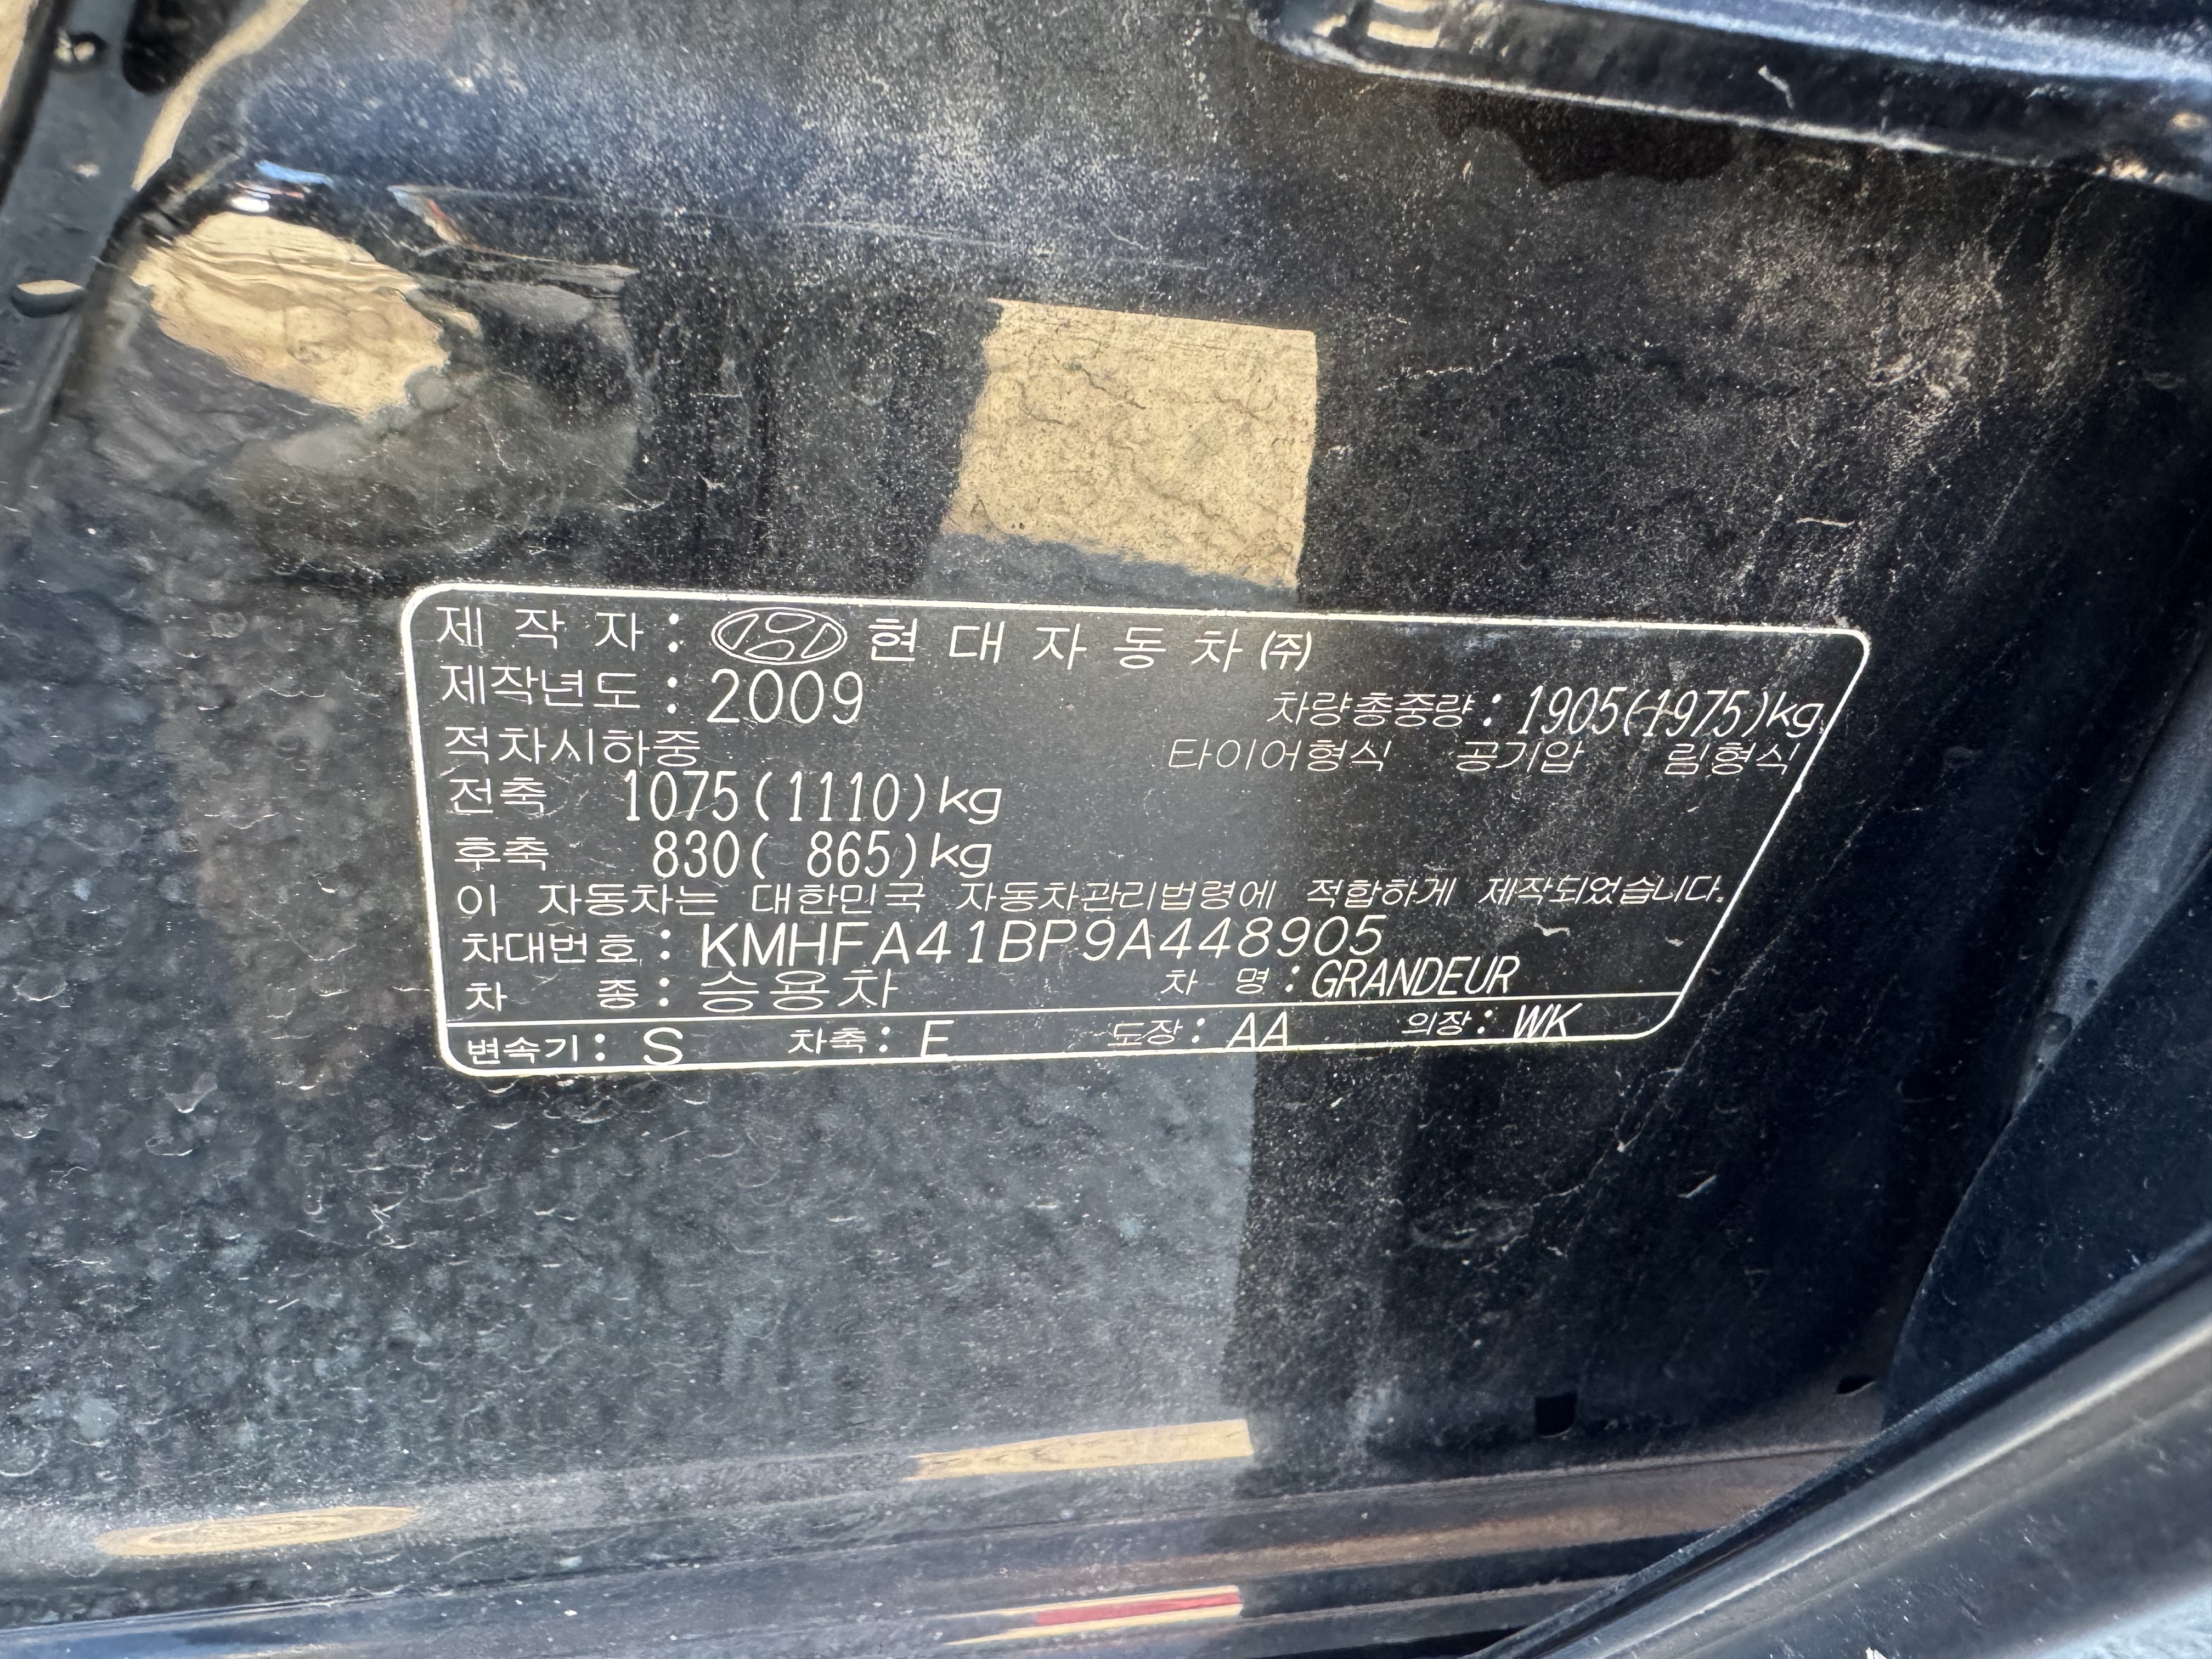 제 작 자 : 현 대 자 동 차 ㈜
제작년도 : 2009
차량총중량 : 1905(1975)kg
적차시하중
타이어형식 공기압 림형식
전축 1075(1110)kg
후축 830( 865)kg
이 자동차는 대한민국 자동차관리법령에 적합하게 제작되었습니다.
차대번호 : KMHFA41BP9A448905
차 종 : 승용차 차 명 : GRANDEUR
변속기 : S 차축 : E 도장 : AA 의장 : WK